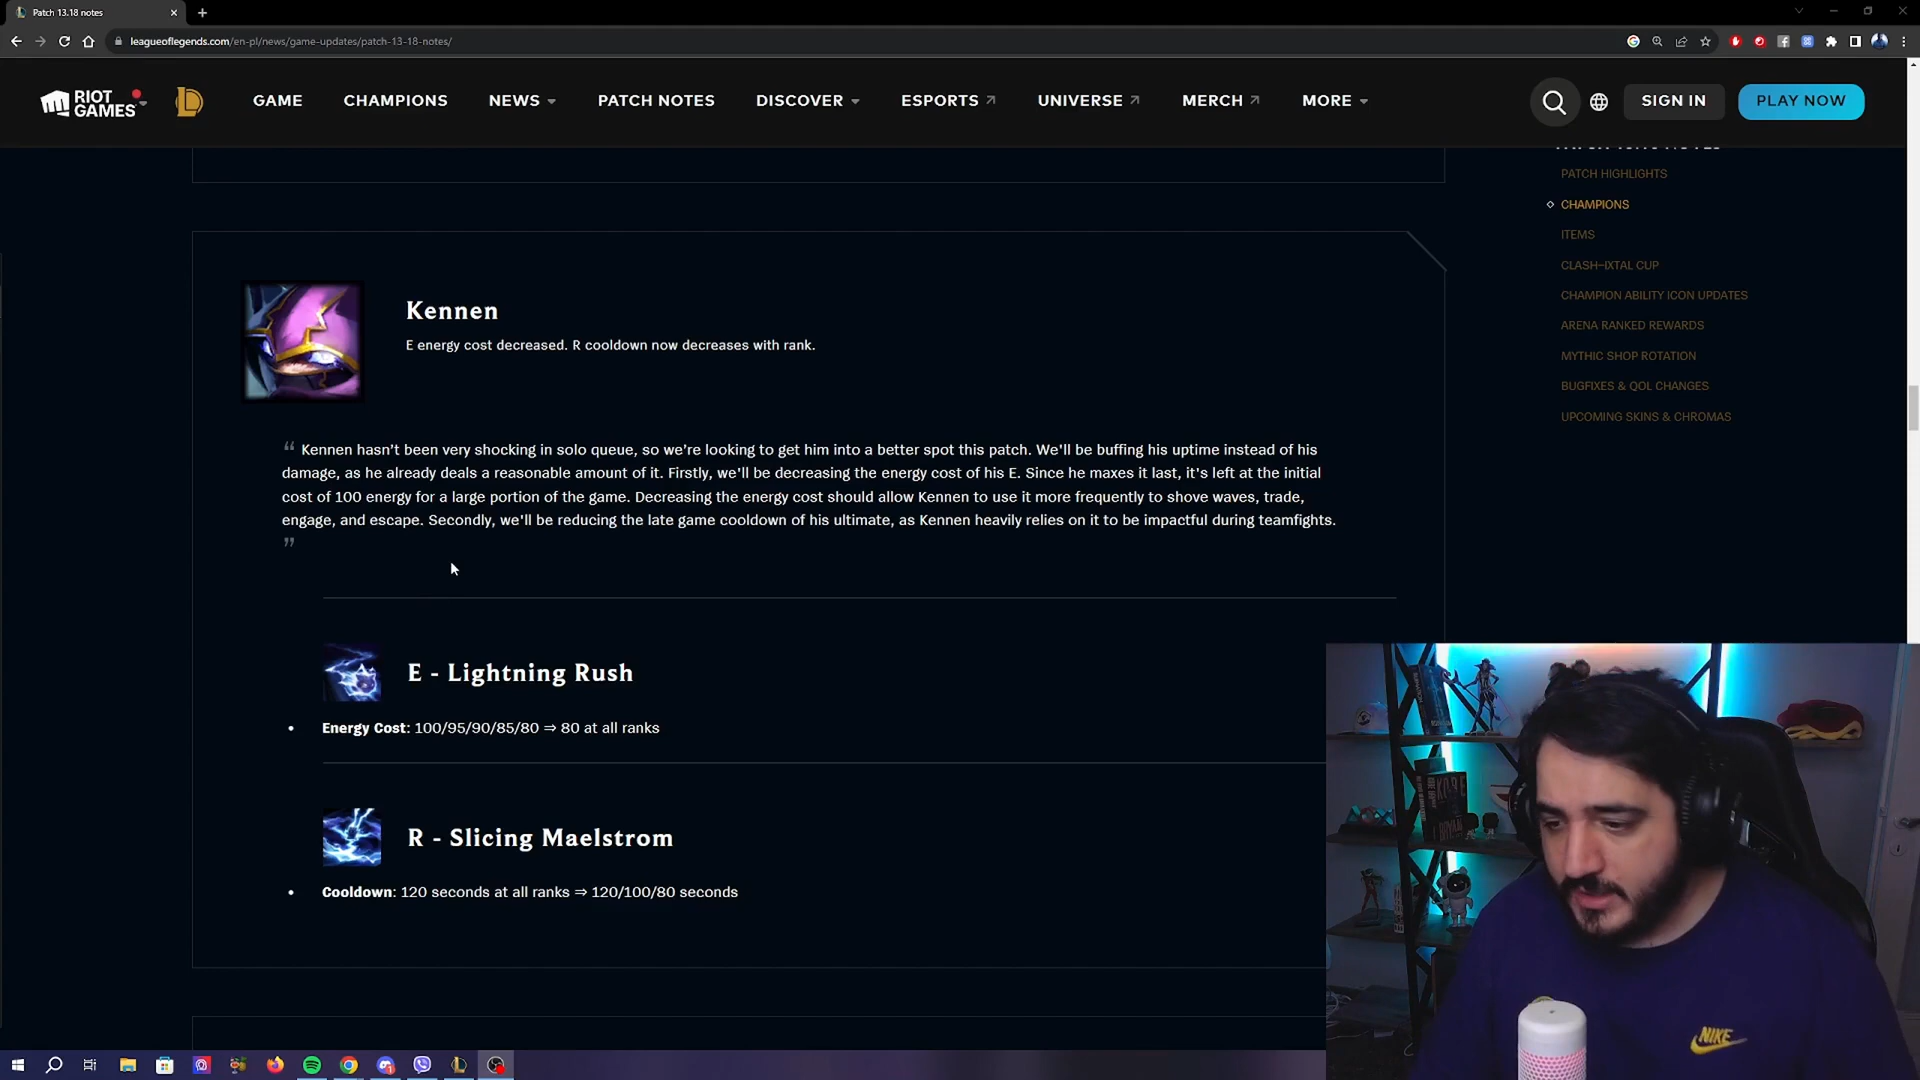 Patch 13.18 notes
leagueoflegends.com/en-pl/news/game-updates/patch-13-18-notes/
RIOT GAMES
GAME CHAMPIONS NEWS PATCH NOTES DISCOVER ESPORTS UNIVERSE MERCH MORE SIGN IN PLAY NOW
PATCH HIGHLIGHTS
CHAMPIONS
ITEMS
CLASH—IXTAL CUP
CHAMPION ABILITY ICON UPDATES
ARENA RANKED REWARDS
MYTHIC SHOP ROTATION
BUGFIXES & QOL CHANGES
UPCOMING SKINS & CHROMAS
Kennen
E energy cost decreased. R cooldown now decreases with rank.
“ Kennen hasn't been very shocking in solo queue, so we're looking to get him into a better spot this patch. We'll be buffing his uptime instead of his
damage, as he already deals a reasonable amount of it. Firstly, we'll be decreasing the energy cost of his E. Since he maxes it last, it's left at the initial
cost of 100 energy for a large portion of the game. Decreasing the energy cost should allow Kennen to use it more frequently to shove waves, trade,
engage, and escape. Secondly, we'll be reducing the late game cooldown of his ultimate, as Kennen heavily relies on it to be impactful during teamfights.
”
E - Lightning Rush
• Energy Cost: 100/95/90/85/80 ⇒ 80 at all ranks
R - Slicing Maelstrom
• Cooldown: 120 seconds at all ranks ⇒ 120/100/80 seconds
NIKE